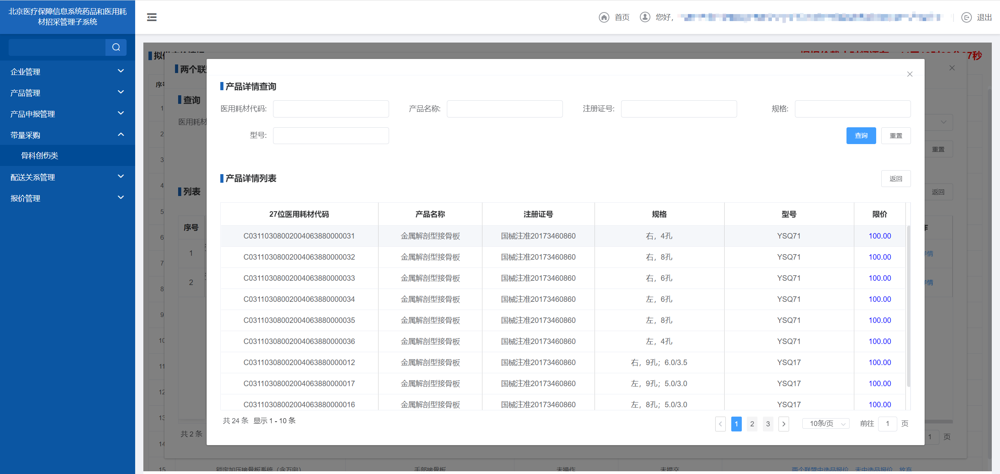 北京医疗保障信息系统药品和医用耗
材招采管理子系统
首页 您好， 退出
企业管理
产品管理
产品申报管理
带量采购
骨科创伤类
配送关系管理
报价管理
7秒
两个联
序号
查询
医用耗材
重置
列表
返回
序号
1
2
共 2 条
1 页
1
2
3
4
5
6
7
8
9
10
11
12
13
14
产品详情查询
医用耗材代码: 产品名称: 注册证号: 规格:
型号: 查询 重置
产品详情列表 返回
27位医用耗材代码 产品名称 注册证号 规格 型号 限价
C03110308002004063880000031 金属解剖型接骨板 国械注准20173460860 右，4孔 YSQ71 100.00
C03110308002004063880000032 金属解剖型接骨板 国械注准20173460860 右，8孔 YSQ71 100.00
C03110308002004063880000033 金属解剖型接骨板 国械注准20173460860 右，6孔 YSQ71 100.00
C03110308002004063880000034 金属解剖型接骨板 国械注准20173460860 左，6孔 YSQ71 100.00
C03110308002004063880000035 金属解剖型接骨板 国械注准20173460860 左，8孔 YSQ71 100.00
C03110308002004063880000036 金属解剖型接骨板 国械注准20173460860 左，4孔 YSQ71 100.00
C03110308002004063880000012 金属解剖型接骨板 国械注准20173460860 右，9孔；6.0/3.5 YSQ17 100.00
C03110308002004063880000017 金属解剖型接骨板 国械注准20173460860 左，9孔；5.0/3.0 YSQ17 100.00
C03110308002004063880000016 金属解剖型接骨板 国械注准20173460860 左，8孔；5.0/3.0 YSQ17 100.00
共 24 条 显示 1 - 10 条 1 2 3 10条/页 前往 1 页
15 锁定加压接骨板系统（含万向） 手部接骨板 未操作 未提交 两个联盟中选品报价 未中选品报价 放弃